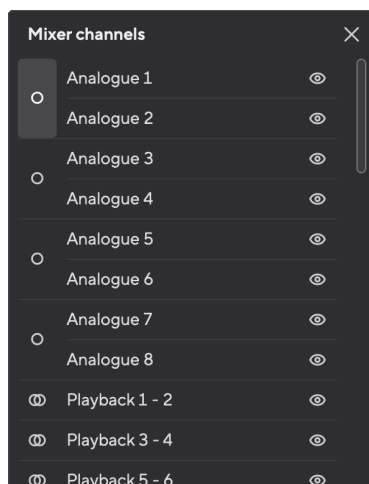 Mixer channels
Analogue 1
Analogue 2
Analogue 3
Analogue 4
Analogue 5
Analogue 6
Analogue 7
Analogue 8
Playback 1 - 2
Playback 3 - 4
Playback 5 - 6